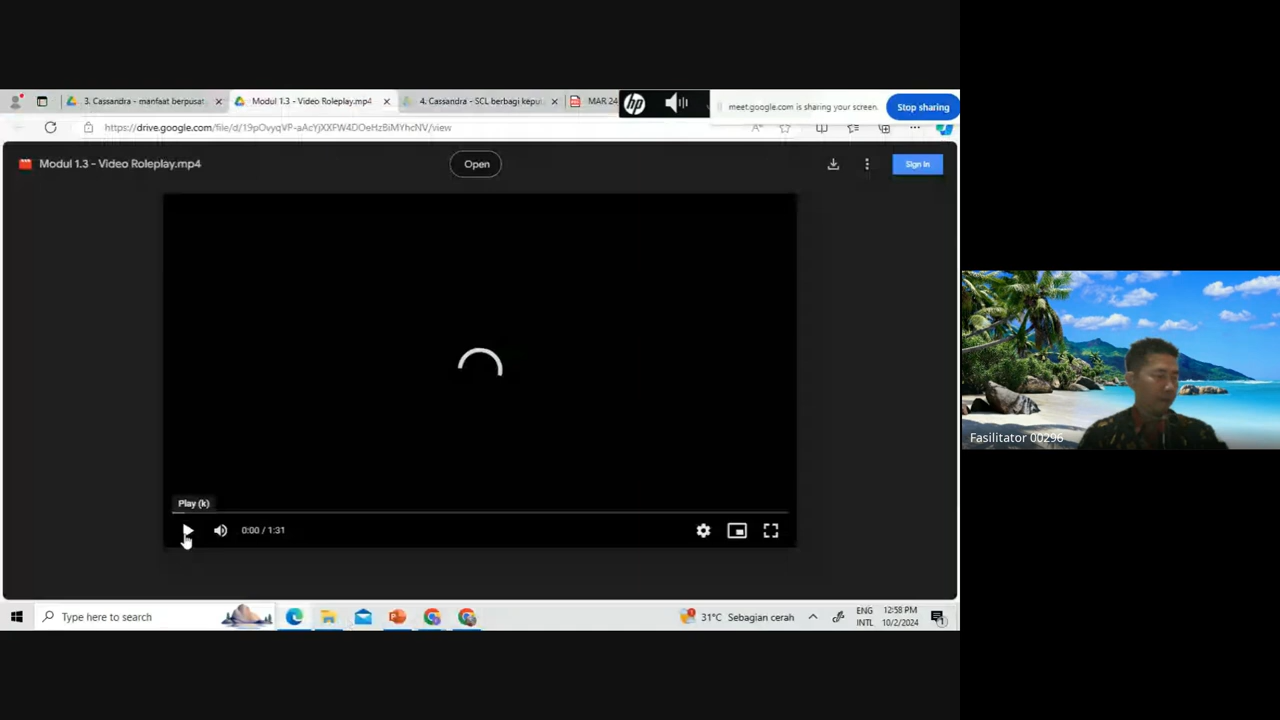 3. Cassandra - manfaat berpusat
Modul 1.3 - Video Roleplay.mp4
4. Cassandra - SCL berbagi keput
MAR 24
hp
meet.google.com is sharing your screen.
Stop sharing
https://drive.google.com/file/d/19pOvyqVP-aAcYjXXFW4DOeHzBiMYhcNV/view
Modul 1.3 - Video Roleplay.mp4
Open
Sign in
Play (k)
0:00 / 1:31
Fasilitator 00296
Type here to search
31°C Sebagian cerah
ENG
INTL
12:58 PM
10/2/2024
1